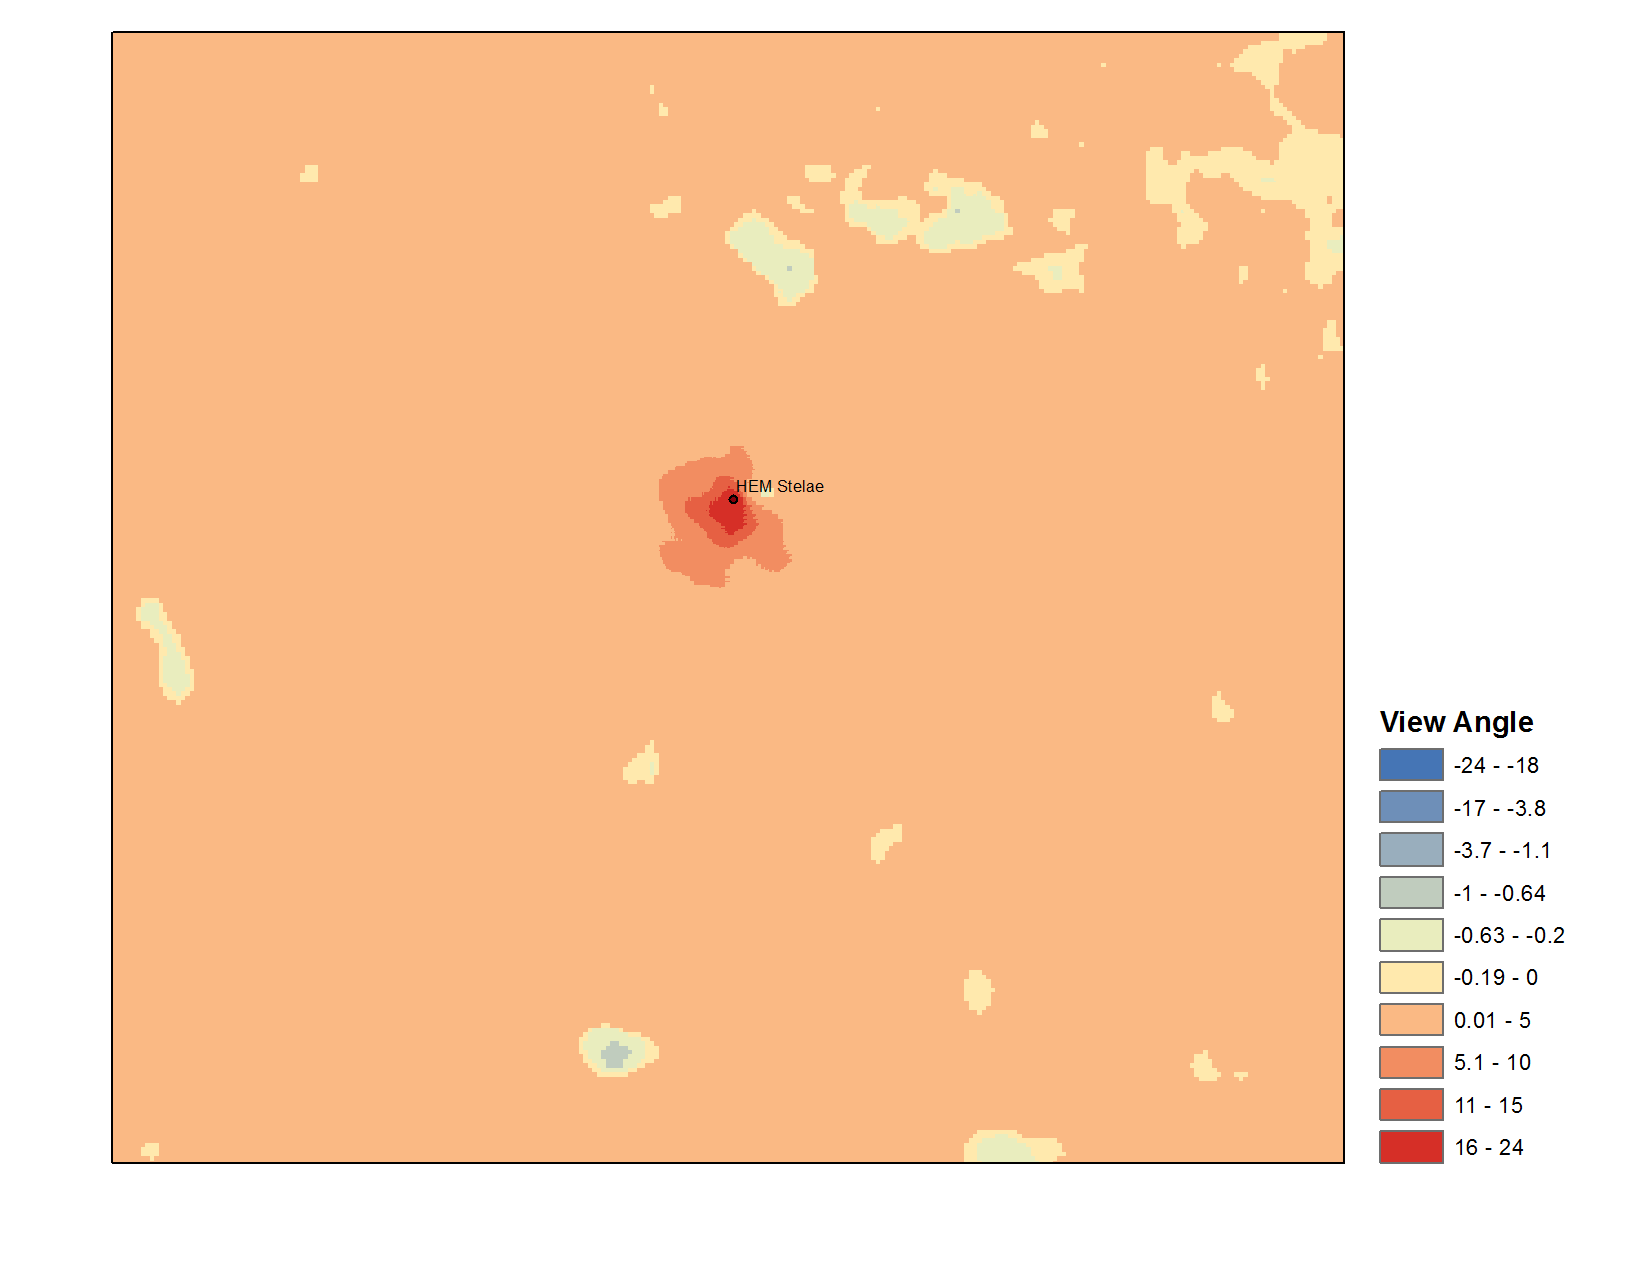 HEM Stelae
View Angle
-24 - -18
-17 - -3.8
-3.7 - -1.1
-1 - -0.64
-0.63 - -0.2
-0.19 - 0
0.01 - 5
5.1 - 10
11 - 15
16 - 24